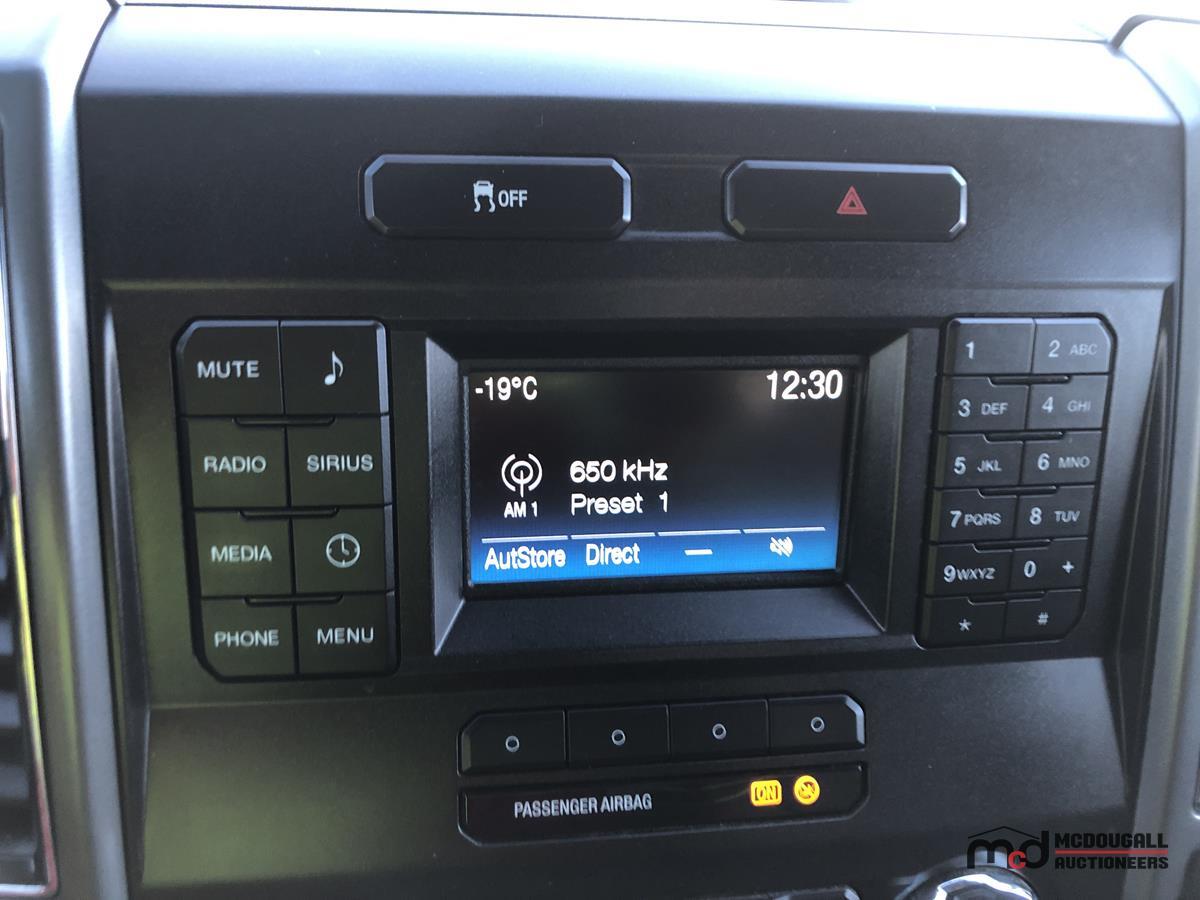 OFF
MUTE
RADIO SIRIUS
MEDIA
PHONE MENU
-19°C 12:30
650 kHz
AM 1 Preset 1
AutStore Direct —
1 2 ABC
3 DEF 4 GHI
5 JKL 6 MNO
7 PQRS 8 TUV
9 WXYZ 0 +
* #
PASSENGER AIRBAG ON
mcd MCDOUGALL
AUCTIONEERS